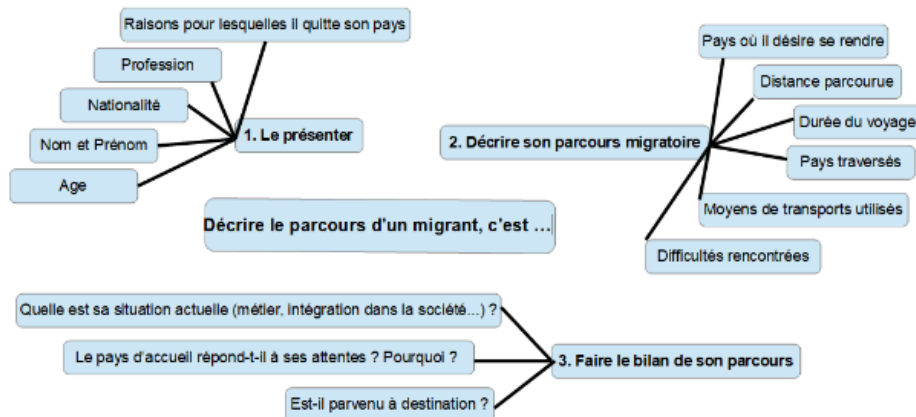 Raisons pour lesquelles il quitte son pays
Profession
Nationalité
Nom et Prénom
Age
1. Le présenter
Pays où il désire se rendre
Distance parcourue
Durée du voyage
2. Décrire son parcours migratoire
Pays traversés
Moyens de transports utilisés
Difficultés rencontrées
Décrire le parcours d'un migrant, c'est ...
Quelle est sa situation actuelle (métier, intégration dans la société...) ?
Le pays d'accueil répond-t-il à ses attentes ? Pourquoi ?
3. Faire le bilan de son parcours
Est-il parvenu à destination ?